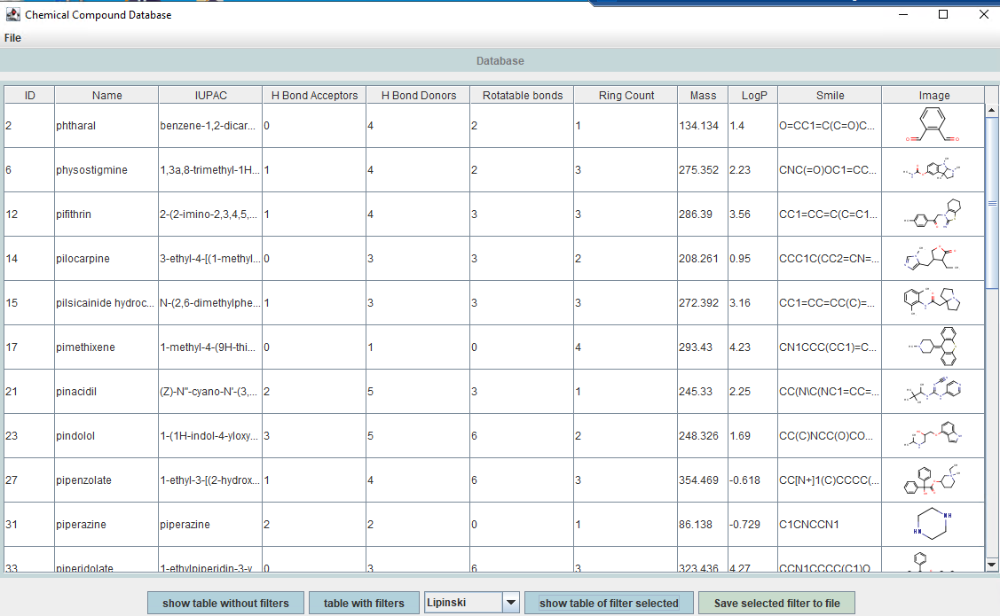 Chemical Compound Database
File
Database
ID Name IUPAC H Bond Acceptors H Bond Donors Rotatable bonds Ring Count Mass LogP Smile Image
2 phtharal benzene-1,2-dicar... 0 4 2 1 134.134 1.4 O=CC1=C(C=O)C...
6 physostigmine 1,3a,8-trimethyl-1H... 1 4 2 3 275.352 2.23 CNC(=O)OC1=CC...
12 pifithrin 2-(2-imino-2,3,4,5,... 1 4 3 3 286.39 3.56 CC1=CC=C(C=C1...
14 pilocarpine 3-ethyl-4-[(1-methyl... 0 3 3 2 208.261 0.95 CCC1C(CC2=CN=...
15 pilsicainide hydroc... N-(2,6-dimethylphe... 1 3 3 3 272.392 3.16 CC1=CC=CC(C)=...
17 pimethixene 1-methyl-4-(9H-thi... 0 1 0 4 293.43 4.23 CN1CCC(CC1)=C...
21 pinacidil (Z)-N"-cyano-N'-(3,... 2 5 3 1 245.33 2.25 CC(N\C(NC1=CC=...
23 pindolol 1-(1H-indol-4-yloxy... 3 5 6 2 248.326 1.69 CC(C)NCC(O)CO...
27 pipenzolate 1-ethyl-3-[(2-hydrox... 1 4 6 3 354.469 -0.618 CC[N+]1(C)CCCC(...
31 piperazine piperazine 2 2 0 1 86.138 -0.729 C1CNCCN1 HN NH
33 piperidolate 1-ethylpiperidin-3-y 0 3 6 3 323.436 4.27 CCN1CCCC(C1)O
show table without filters table with filters Lipinski show table of filter selected Save selected filter to file